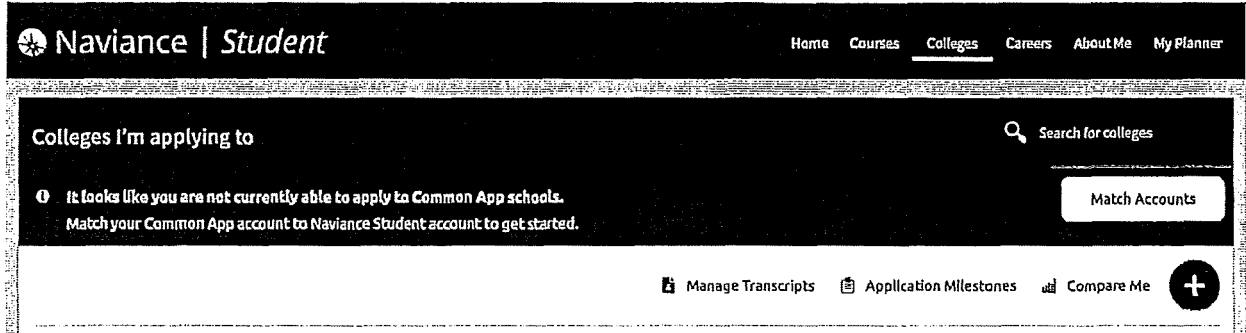 Naviance | Student
Home Courses Colleges Careers About Me My Planner
Colleges I'm applying to
Search for colleges
It looks like you are not currently able to apply to Common App schools.
Match your Common App account to Naviance Student account to get started.
Match Accounts
Manage Transcripts Application Milestones Compare Me +